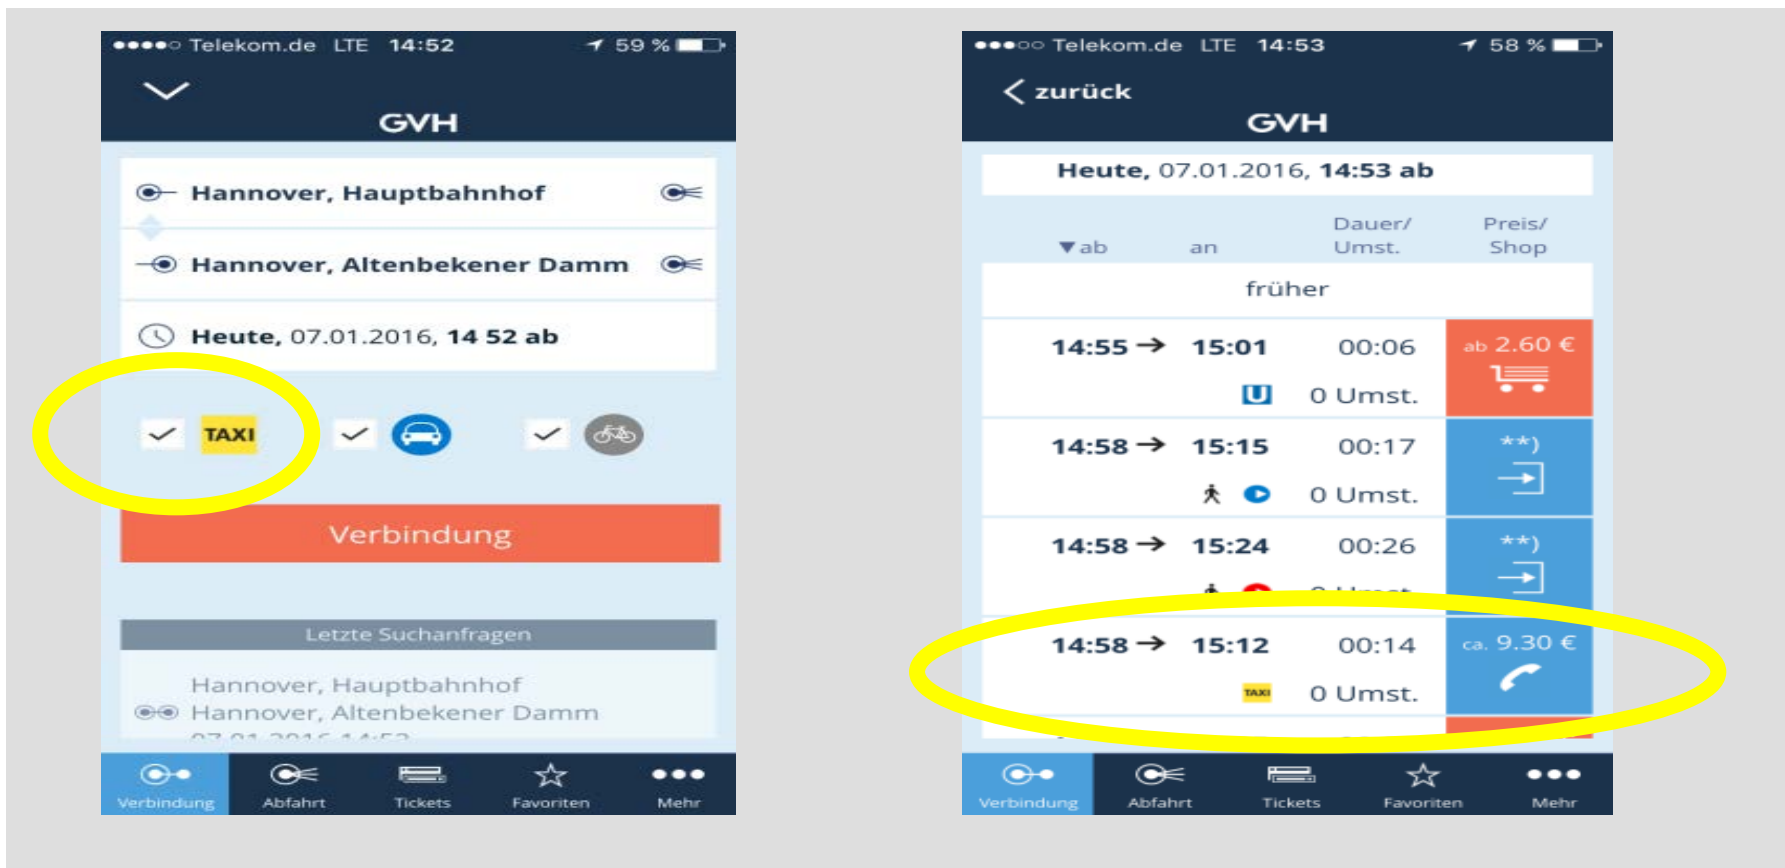 Telekom.de LTE 14:52 59 %
GVH
Hannover, Hauptbahnhof
Hannover, Altenbekener Damm
Heute, 07.01.2016, 14 52 ab
TAXI
Verbindung
Letzte Suchanfragen
Hannover, Hauptbahnhof
Hannover, Altenbekener Damm
07.01.2016
Verbindung Abfahrt Tickets Favoriten Mehr
Telekom.de LTE 14:53 58 %
zurück
GVH
Heute, 07.01.2016, 14:53 ab
Dauer/ Preis/
▼ab an Umst. Shop
früher
14:55 → 15:01 00:06 ab 2.60 €
U 0 Umst.
14:58 → 15:15 00:17 **)
0 Umst.
14:58 → 15:24 00:26 **)
0 Umst.
14:58 → 15:12 00:14 ca. 9.30 €
TAXI 0 Umst.
Verbindung Abfahrt Tickets Favoriten Mehr